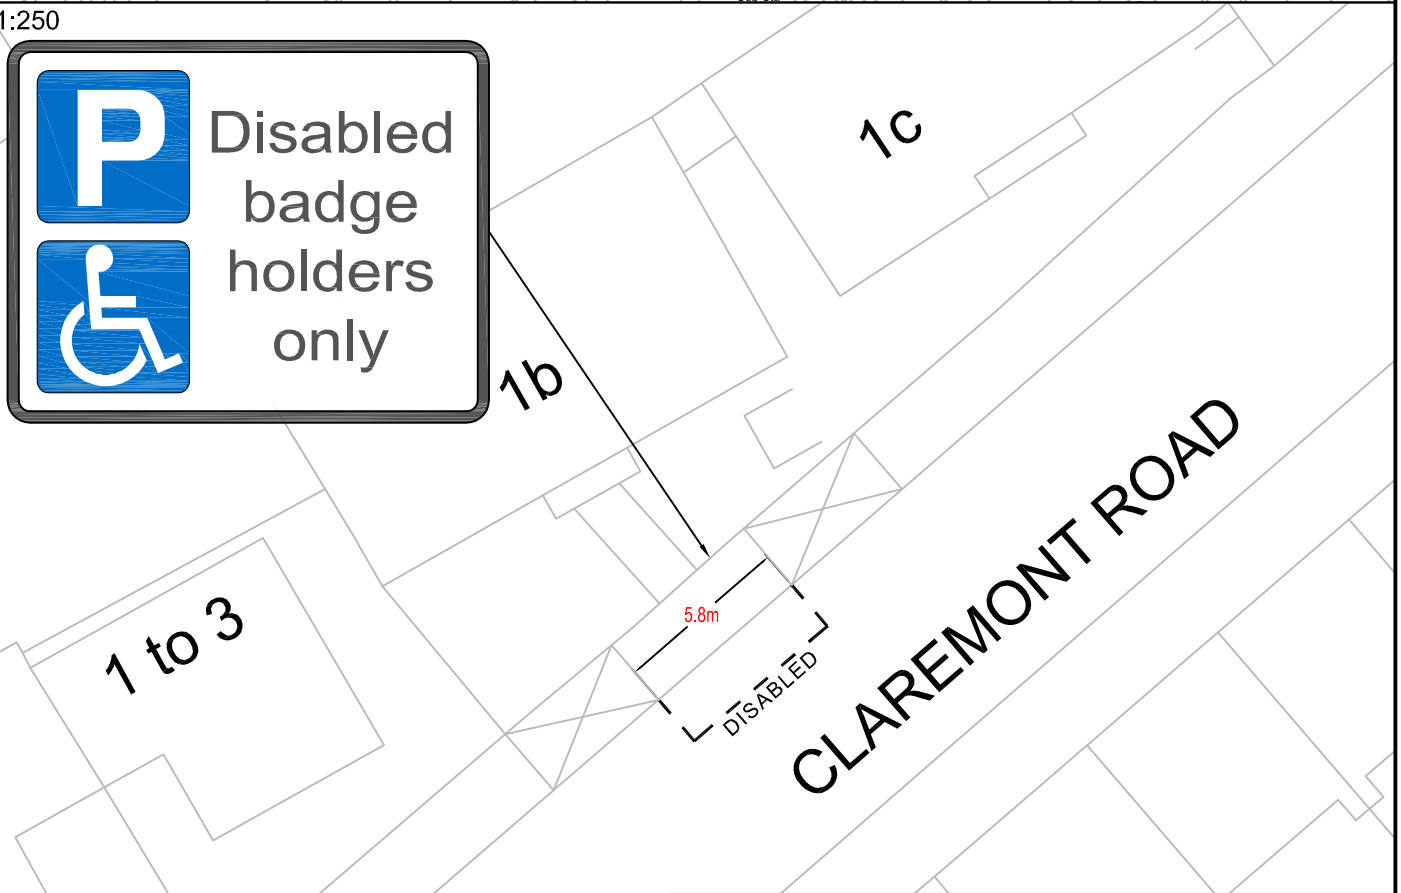 1:250
P
Disabled
badge
holders
only
1c
1b
1 to 3
5.8m
DISABLED
CLAREMONT ROAD